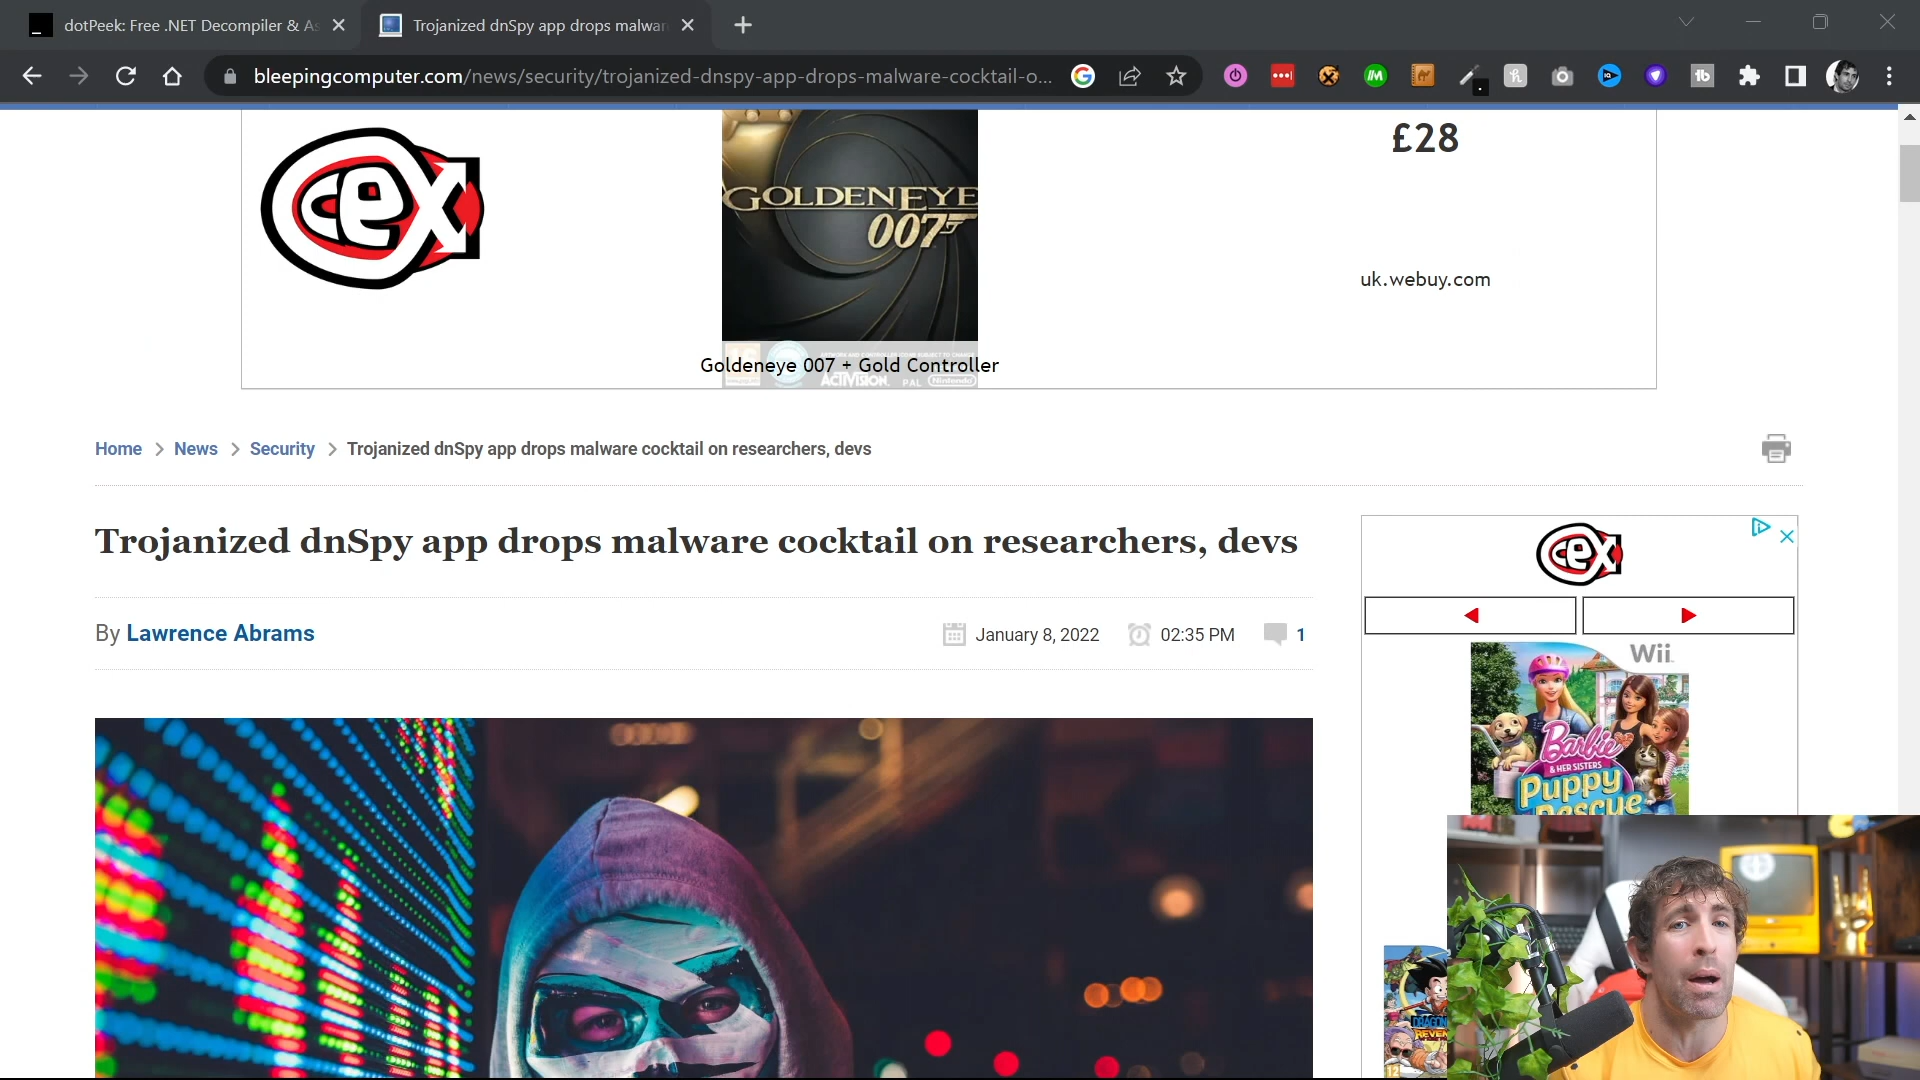 dotPeek: Free .NET Decompiler & As
Trojanized dnSpy app drops malwar
bleepingcomputer.com/news/security/trojanized-dnspy-app-drops-malware-cocktail-o...
cex
GOLDENEYE
007
£28
uk.webuy.com
Goldeneye 007 + Gold Controller
ACTIVISION. PAL Nintendo
Home > News > Security > Trojanized dnSpy app drops malware cocktail on researchers, devs
Trojanized dnSpy app drops malware cocktail on researchers, devs
By Lawrence Abrams
January 8, 2022 02:35 PM 1
cex
Wii
Barbie
& HER SISTERS
Puppy
Rescue
DRAGON
REVEN
12